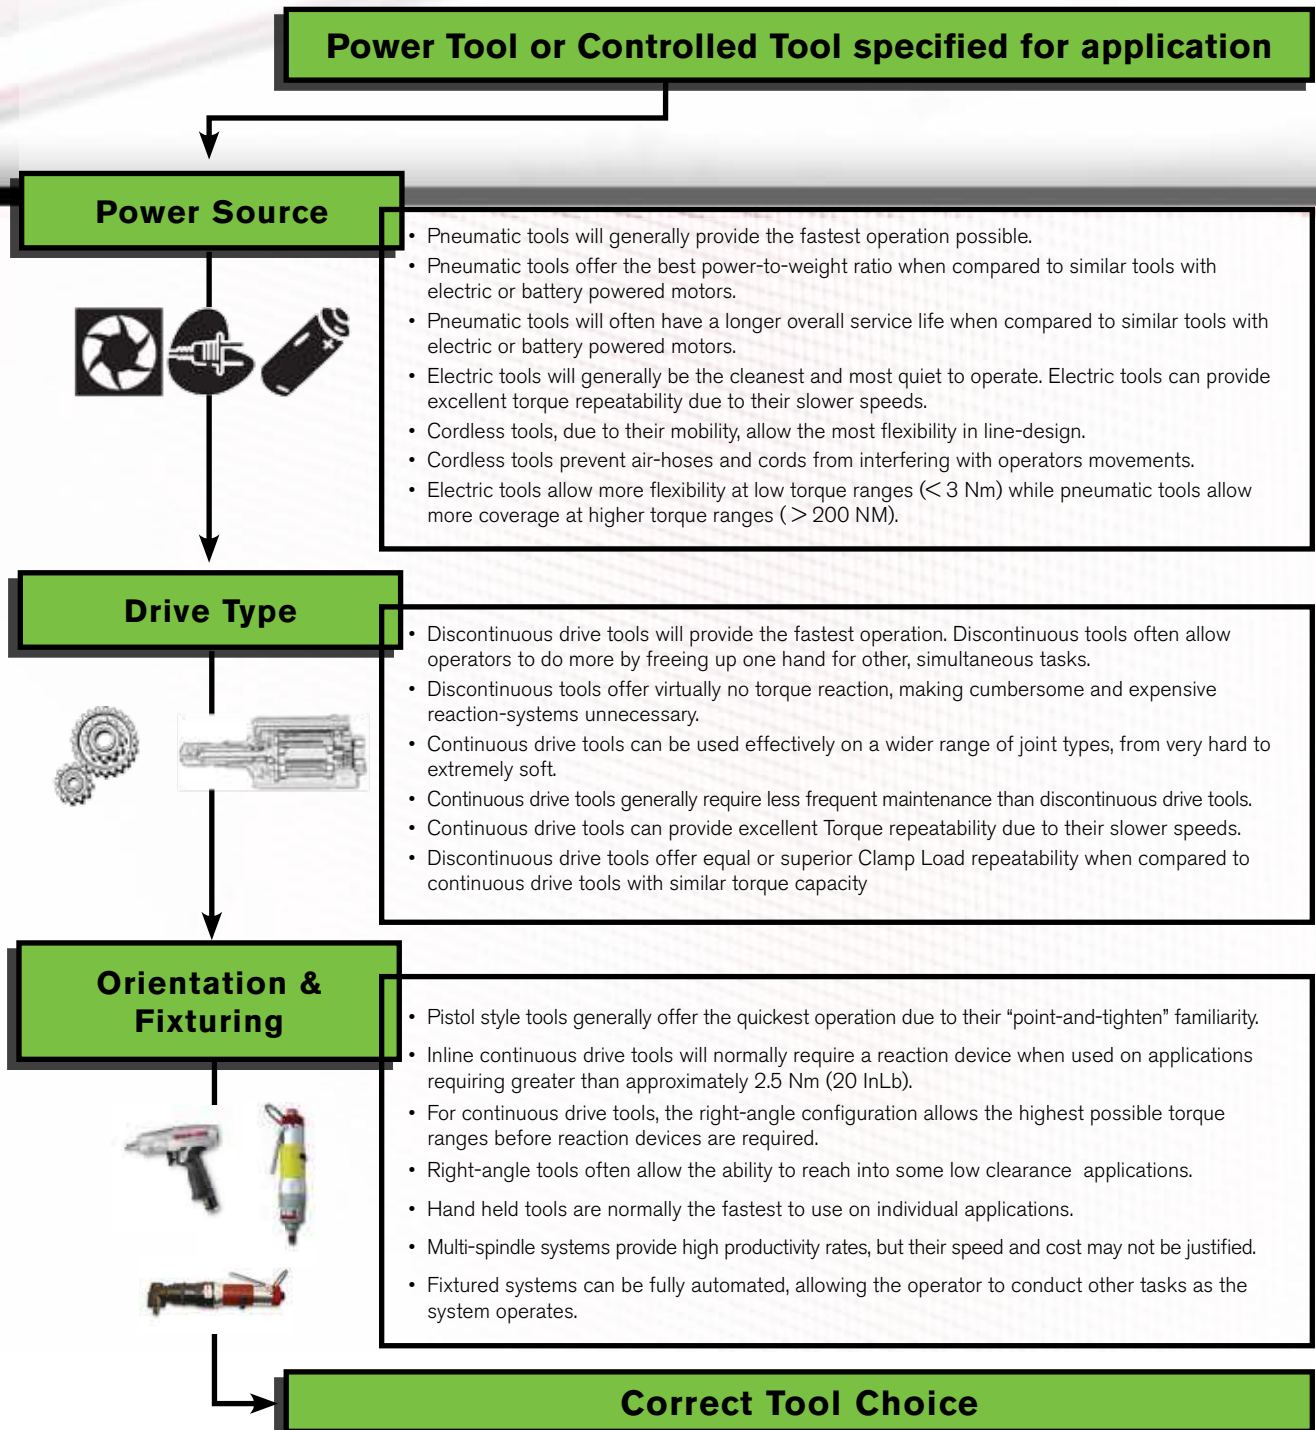 Power Tool or Controlled Tool specified for application
Power Source
• Pneumatic tools will generally provide the fastest operation possible.
• Pneumatic tools offer the best power-to-weight ratio when compared to similar tools with
electric or battery powered motors.
• Pneumatic tools will often have a longer overall service life when compared to similar tools with
electric or battery powered motors.
• Electric tools will generally be the cleanest and most quiet to operate. Electric tools can provide
excellent torque repeatability due to their slower speeds.
• Cordless tools, due to their mobility, allow the most flexibility in line-design.
• Cordless tools prevent air-hoses and cords from interfering with operators movements.
• Electric tools allow more flexibility at low torque ranges (< 3 Nm) while pneumatic tools allow
more coverage at higher torque ranges ( > 200 NM).
Drive Type
• Discontinuous drive tools will provide the fastest operation. Discontinuous tools often allow
operators to do more by freeing up one hand for other, simultaneous tasks.
• Discontinuous tools offer virtually no torque reaction, making cumbersome and expensive
reaction-systems unnecessary.
• Continuous drive tools can be used effectively on a wider range of joint types, from very hard to
extremely soft.
• Continuous drive tools generally require less frequent maintenance than discontinuous drive tools.
• Continuous drive tools can provide excellent Torque repeatability due to their slower speeds.
• Discontinuous drive tools offer equal or superior Clamp Load repeatability when compared to
continuous drive tools with similar torque capacity
Orientation &
Fixturing
• Pistol style tools generally offer the quickest operation due to their “point-and-tighten” familiarity.
• Inline continuous drive tools will normally require a reaction device when used on applications
requiring greater than approximately 2.5 Nm (20 InLb).
• For continuous drive tools, the right-angle configuration allows the highest possible torque
ranges before reaction devices are required.
• Right-angle tools often allow the ability to reach into some low clearance applications.
• Hand held tools are normally the fastest to use on individual applications.
• Multi-spindle systems provide high productivity rates, but their speed and cost may not be justified.
• Fixtured systems can be fully automated, allowing the operator to conduct other tasks as the
system operates.
Correct Tool Choice